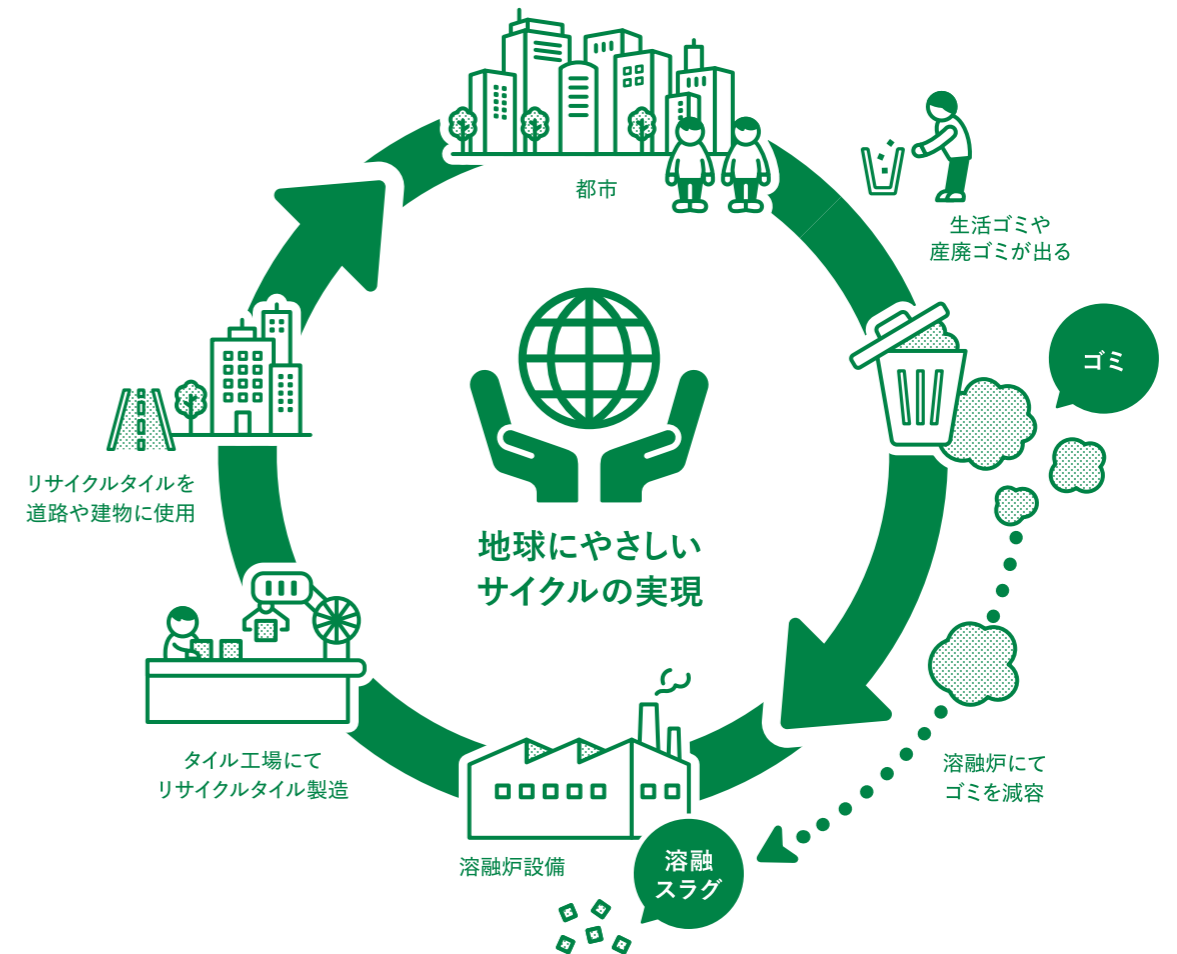 都市
生活ゴミや
産廃ゴミが出る
ゴミ
溶融炉にて
ゴミを減容
溶融
スラグ
溶融炉設備
タイル工場にて
リサイクルタイル製造
リサイクルタイルを
道路や建物に使用
地球にやさしい
サイクルの実現